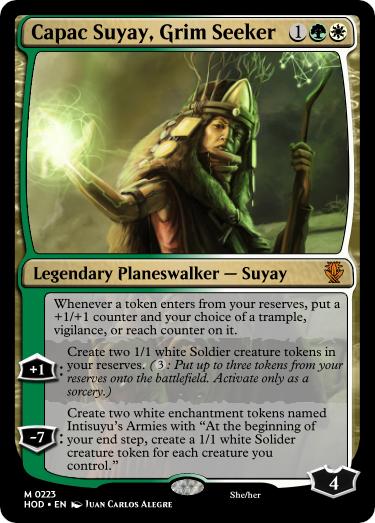 Capac Suyay, Grim Seeker 1
Legendary Planeswalker — Suyay
Whenever a token enters from your reserves, put a
+1/+1 counter and your choice of a trample,
vigilance, or reach counter on it.
+1: Create two 1/1 white Soldier creature tokens in
your reserves. (3: Put up to three tokens from your
reserves onto the battlefield. Activate only as a
sorcery.)
-7: Create two white enchantment tokens named
Intisuyu's Armies with “At the beginning of
your end step, create a 1/1 white Solider
creature token for each creature you
control.”
4
M 0223
HOD • EN Juan Carlos Alegre
She/her